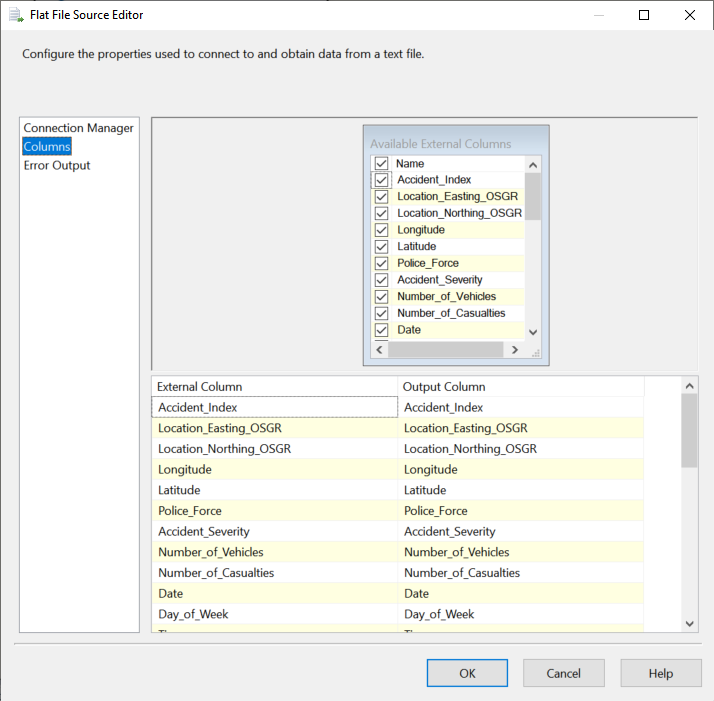 Flat File Source Editor
Configure the properties used to connect to and obtain data from a text file.
Connection Manager
Columns
Error Output
Available External Columns
Name
Accident_Index
Location_Easting_OSGR
Location_Northing_OSGR
Longitude
Latitude
Police_Force
Accident_Severity
Number_of_Vehicles
Number_of_Casualties
Date
External Column Output Column
Accident_Index Accident_Index
Location_Easting_OSGR Location_Easting_OSGR
Location_Northing_OSGR Location_Northing_OSGR
Longitude Longitude
Latitude Latitude
Police_Force Police_Force
Accident_Severity Accident_Severity
Number_of_Vehicles Number_of_Vehicles
Number_of_Casualties Number_of_Casualties
Date Date
Day_of_Week Day_of_Week
OK Cancel Help